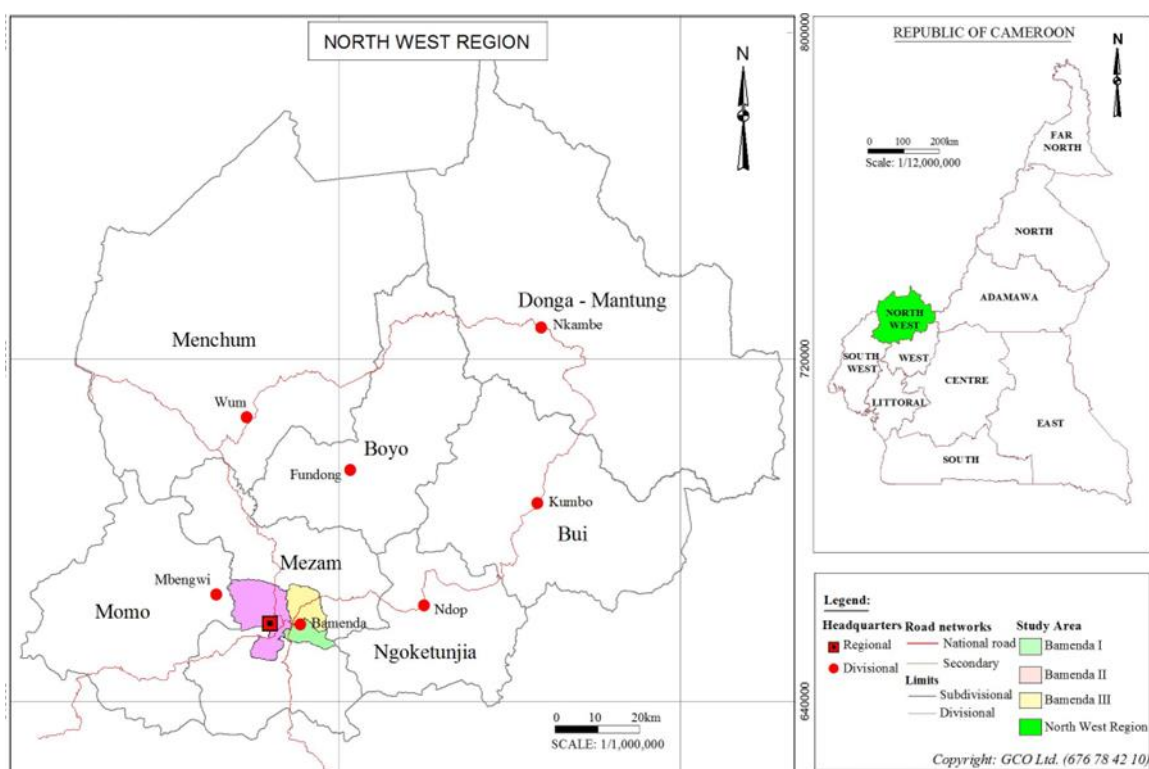 NORTH WEST REGION
N
800000
Donga - Mantung
Nkambe
Menchum
720000
Wum
Boyo
Fundong
Kumbo
Bui
Mezam
Mbengwi
Momo
Ndop
Bamenda
Ngoketunjia
640000
0 10 20km
SCALE: 1/1,000,000
REPUBLIC OF CAMEROON
N
0 100 200km
Scale: 1/12,000,000
FAR
NORTH
NORTH
ADAMAWA
NORTH
WEST
SOUTH
WEST
WEST
CENTRE
LITTORAL
EAST
SOUTH
Legend:
Headquarters
Regional
Divisional
Road networks
National road
Secondary
Limits
Subdivisional
Divisional
Study Area
Bamenda I
Bamenda II
Bamenda III
North West Region
Copyright: GCO Ltd. (676 78 42 10)